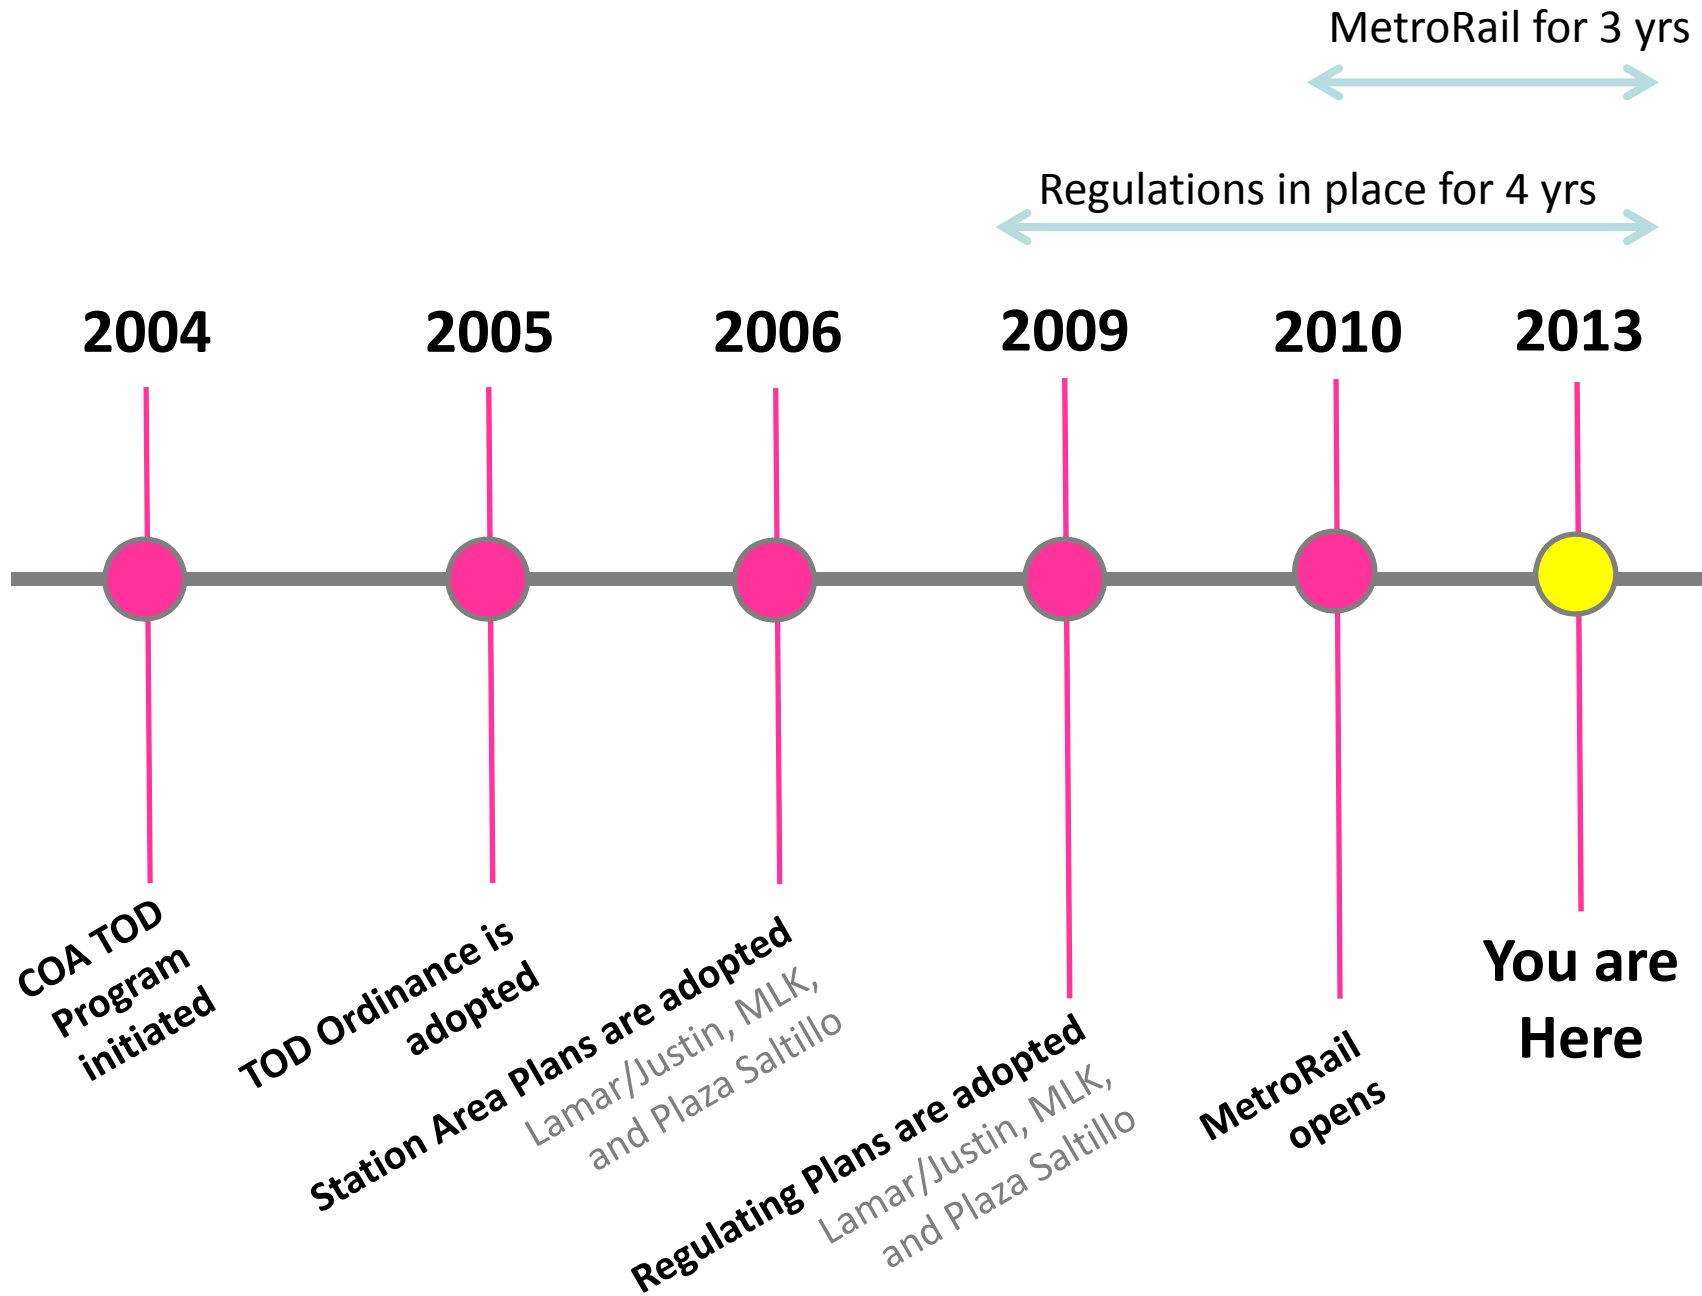 MetroRail for 3 yrs
Regulations in place for 4 yrs
2004
2005
2006
2009
2010
2013
COA TOD
Program
initiated
TOD Ordinance is
adopted
Station Area Plans are adopted
Lamar/Justin, MLK,
and Plaza Saltillo
Regulating Plans are adopted
Lamar/Justin, MLK,
and Plaza Saltillo
MetroRail
opens
You are
Here